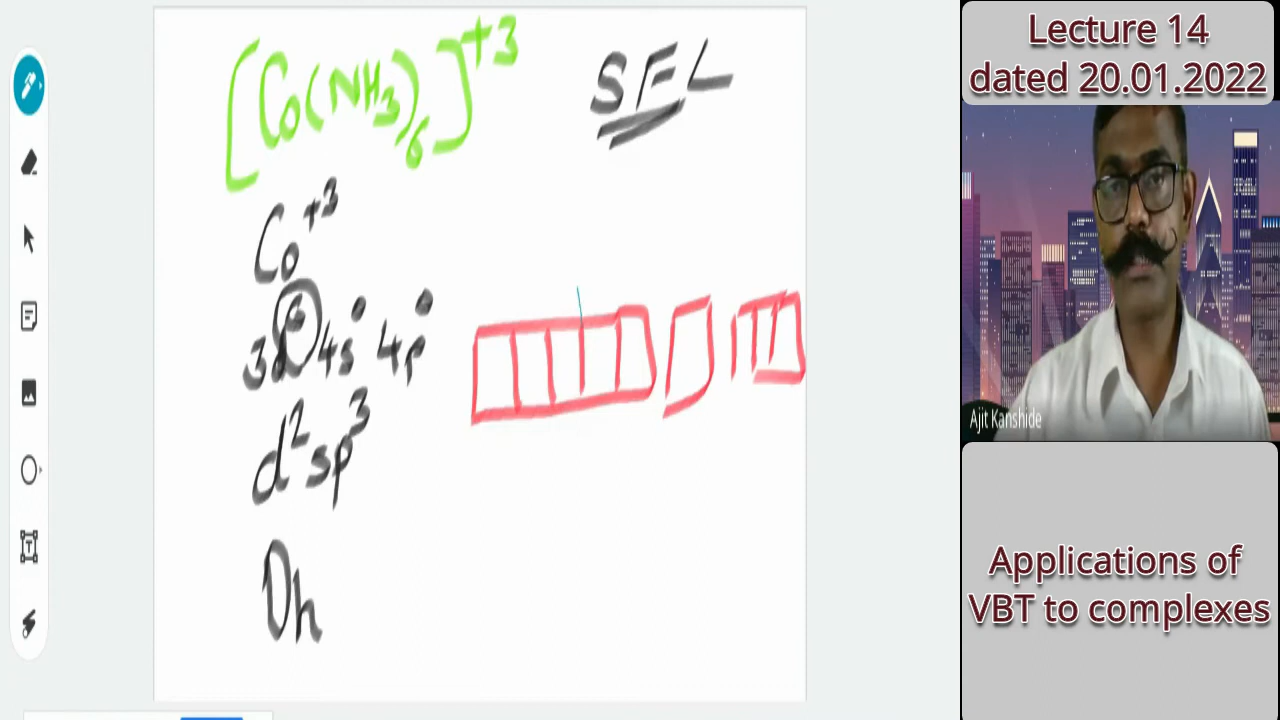 [Co(NH₃)₆]⁺³
SFL
Co⁺³
3d⁶ 4s⁰ 4p⁰
d²sp³
Oh
Lecture 14
dated 20.01.2022
Ajit Kanshide
Applications of
VBT to complexes